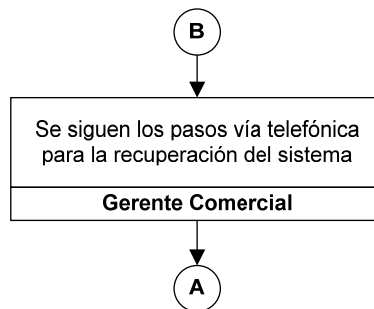 B
Se siguen los pasos vía telefónica
para la recuperación del sistema
Gerente Comercial
A